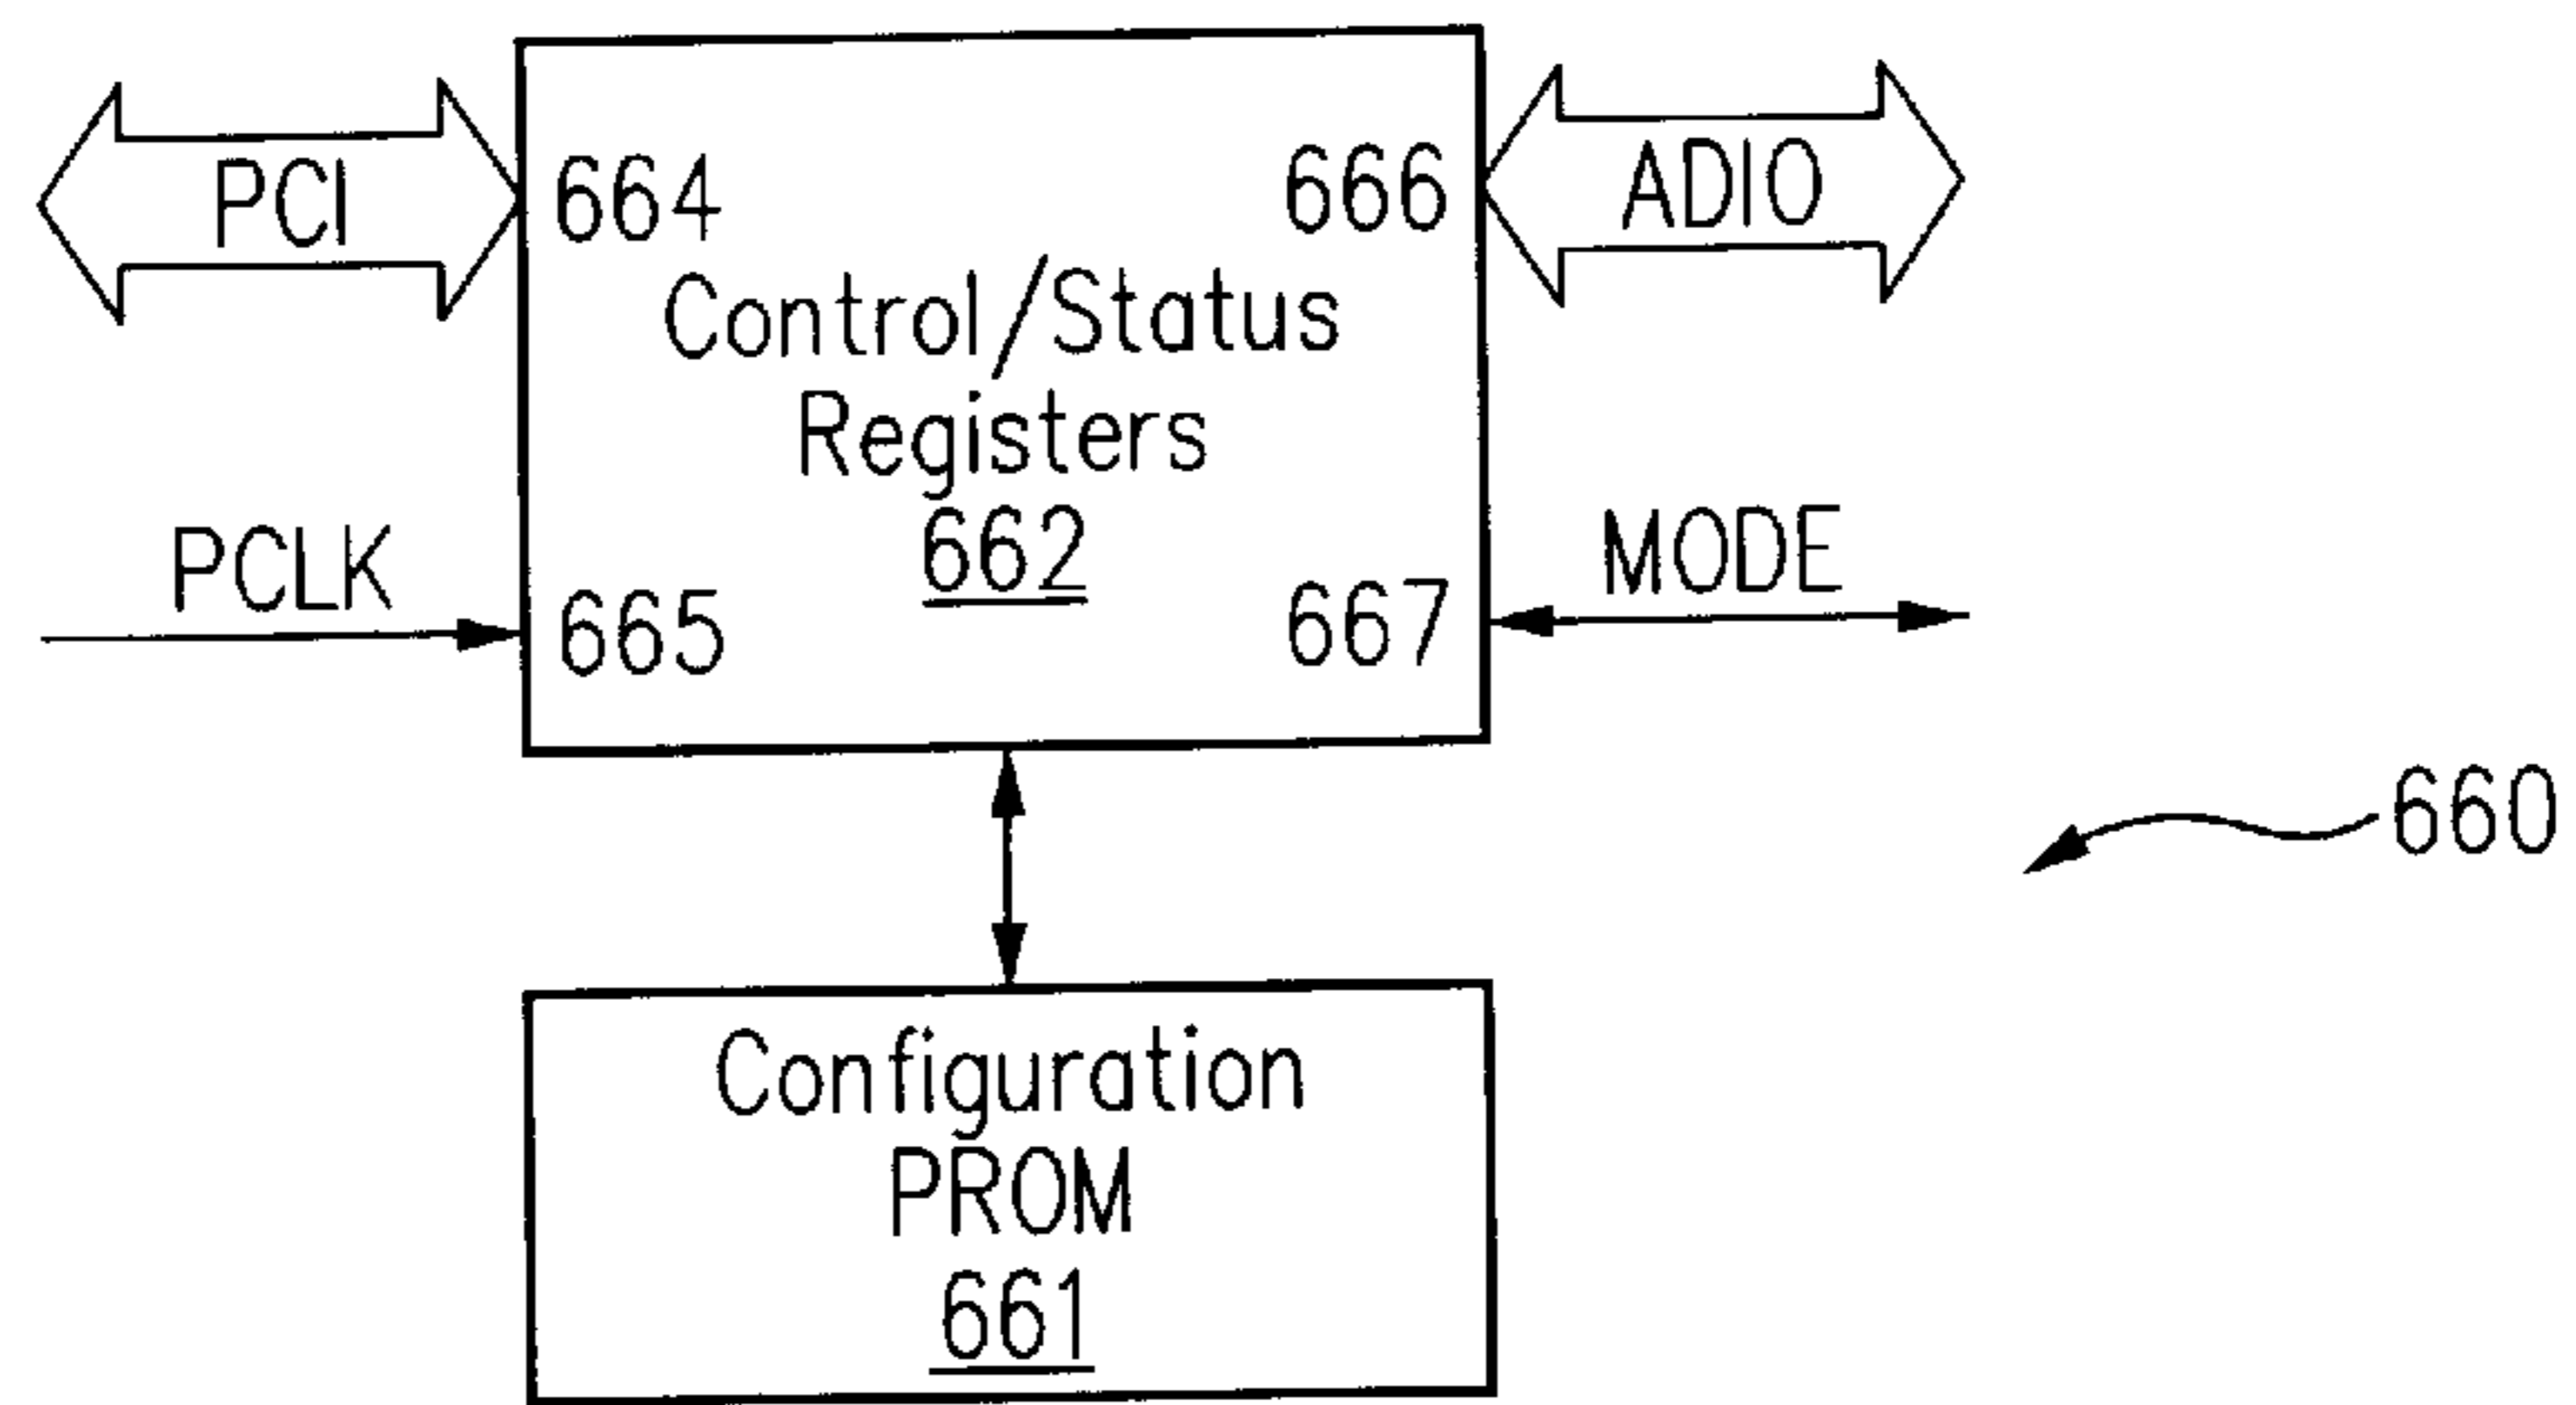 PCI
664
666
ADIO
Control/Status
Registers
662
PCLK
665
667
MODE
660
Configuration
PROM
661